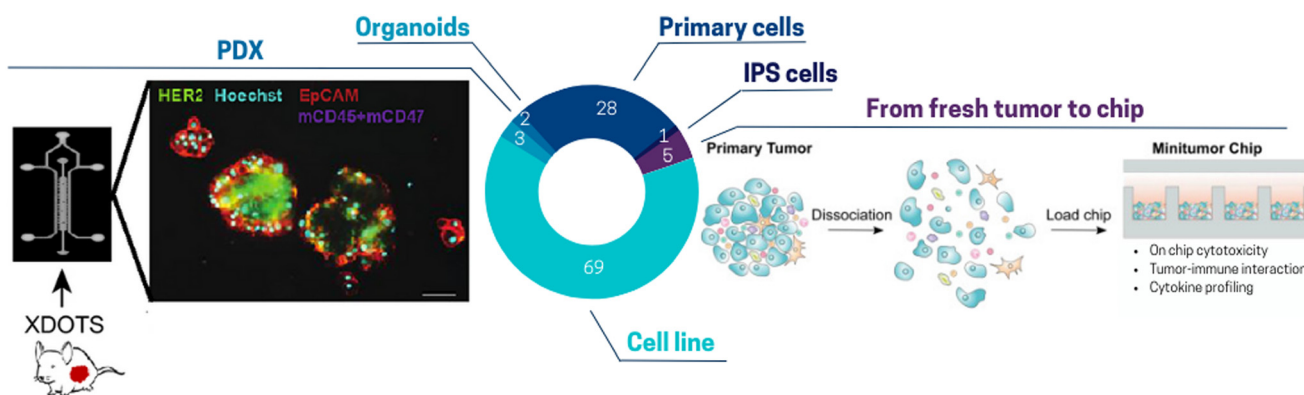 Organoids
Primary cells
PDX
IPS cells
From fresh tumor to chip
HER2 Hoechst EpCAM
mCD45+mCD47
2
28
3
1
5
69
Primary Tumor
Dissociation
Load chip
Minitumor Chip
• On chip cytotoxicity
• Tumor-immune interaction
• Cytokine profiling
XDOTS
Cell line